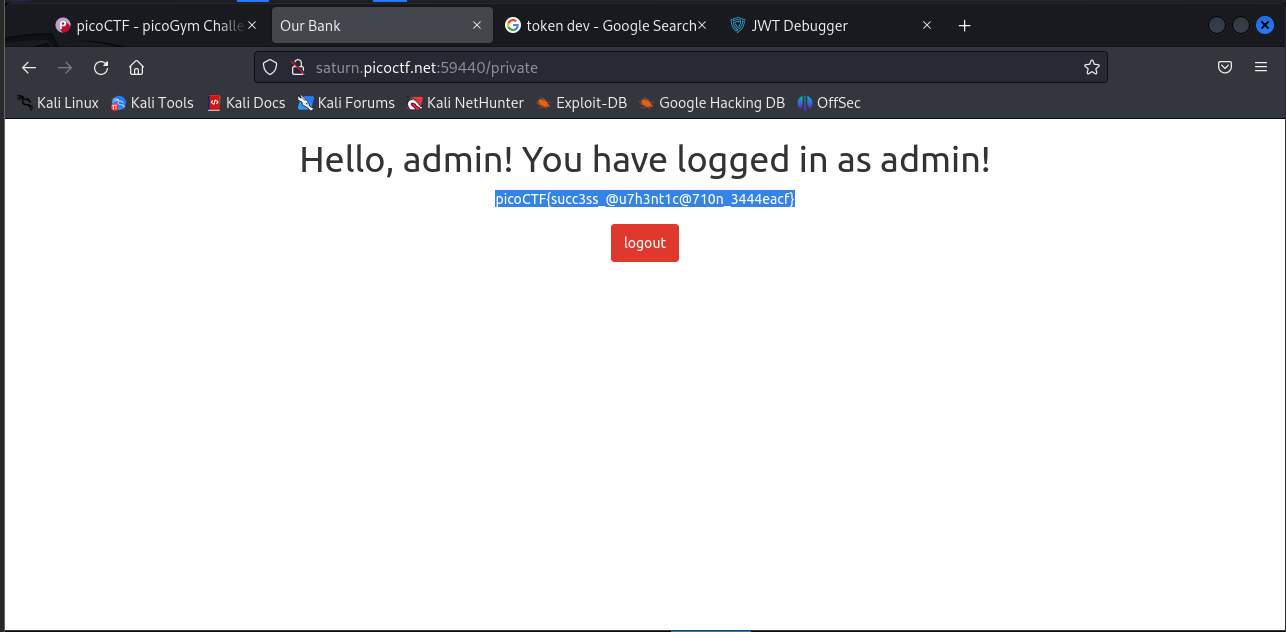 picoCTF - picoGym Challe
Our Bank
token dev - Google Search
JWT Debugger
saturn.picoctf.net:59440/private
Kali Linux
Kali Tools
Kali Docs
Kali Forums
Kali NetHunter
Exploit-DB
Google Hacking DB
OffSec
Hello, admin! You have logged in as admin!
picoCTF{succ3ss_@u7h3nt1c@710n_3444eacf}
logout